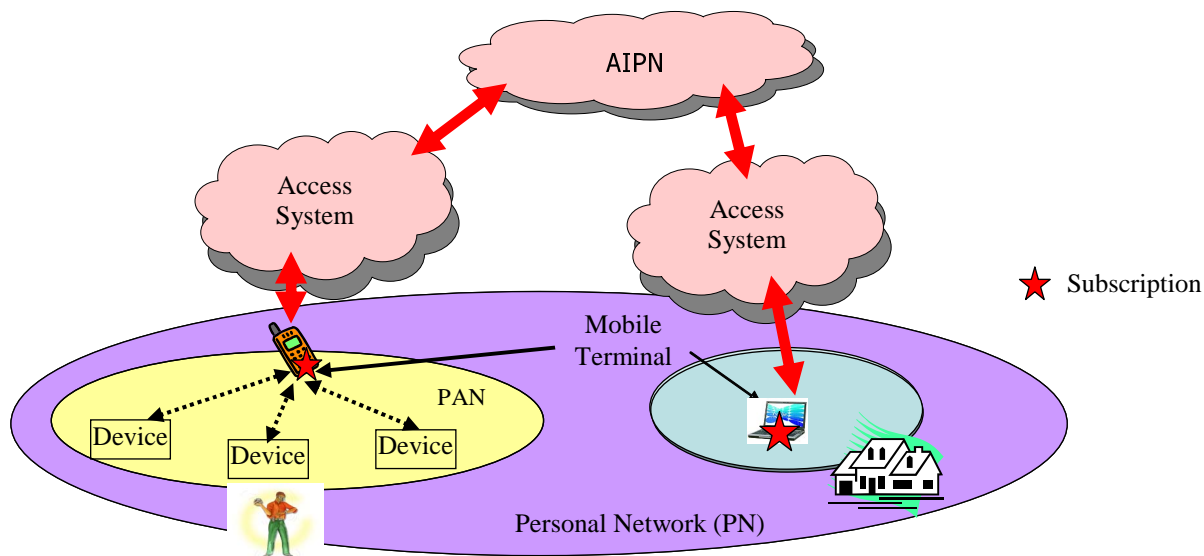 AIPN
Access
System
Access
System
Subscription
Mobile
Terminal
PAN
Device
Device
Device
Personal Network (PN)